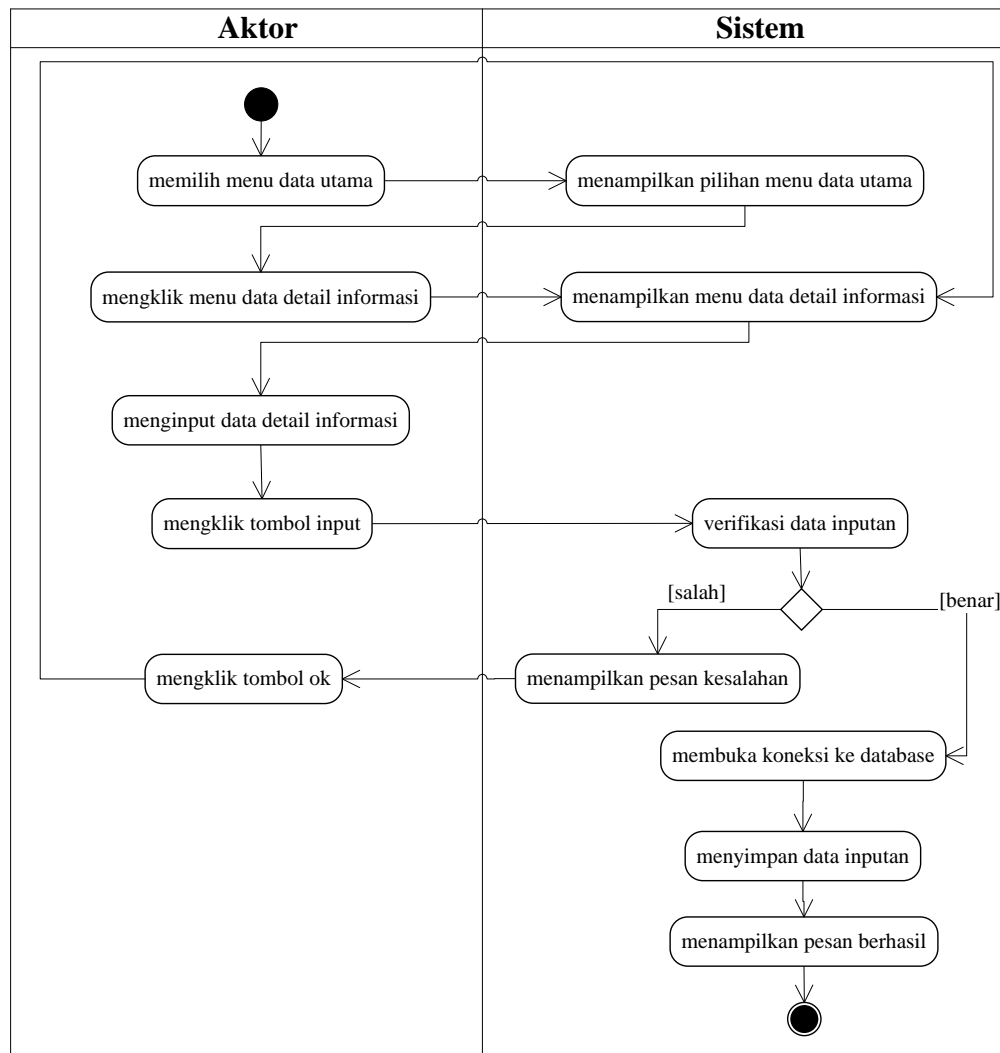 Aktor
Sistem
memilih menu data utama
menampilkan pilihan menu data utama
mengklik menu data detail informasi
menampilkan menu data detail informasi
menginput data detail informasi
mengklik tombol input
verifikasi data inputan
[salah]
[benar]
mengklik tombol ok
menampilkan pesan kesalahan
membuka koneksi ke database
menyimpan data inputan
menampilkan pesan berhasil